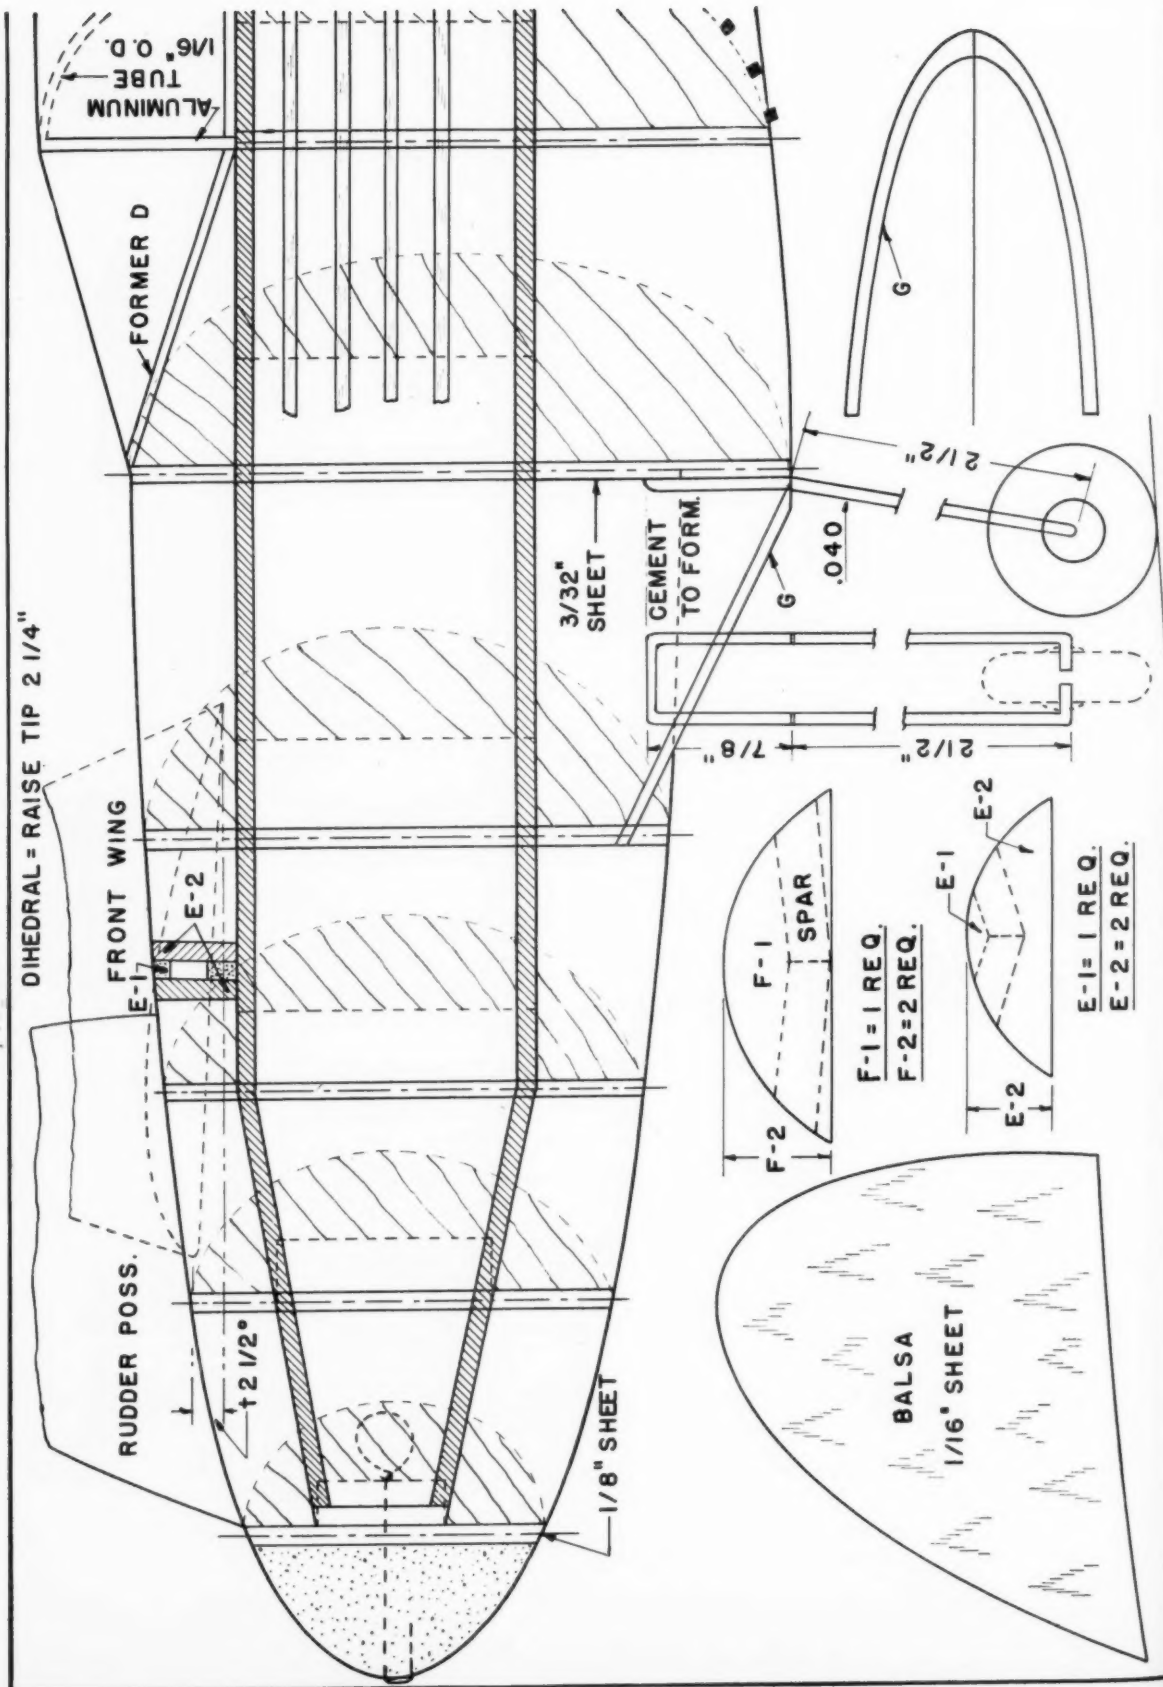 DIHEDRAL = RAISE TIP 2 1/4"
ALUMINUM
TUBE
1/16" O.D.
FORMER D
FRONT WING
E-1
E-2
RUDDER POSS.
+2 1/2°
3/32"
SHEET
CEMENT
TO FORM.
G
.040
2 1/2"
G
7/8"
2 1/2"
1/8" SHEET
F-1
SPAR
F-2
F-1 = 1 REQ.
F-2 = 2 REQ.
E-1
E-2
E-2
E-1 = 1 REQ.
E-2 = 2 REQ.
BALSA
1/16" SHEET